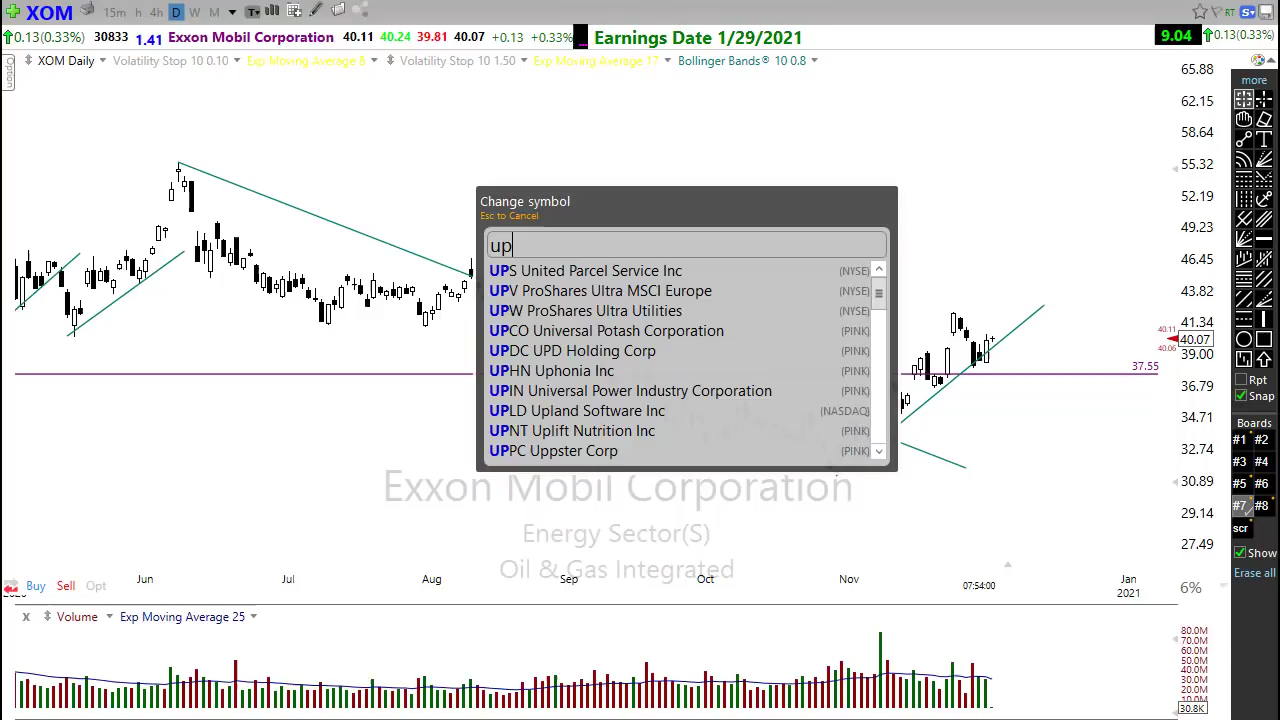 XOM 15m h 4h D W M T
0.13(0.33%) 30833 1.41 Exxon Mobil Corporation 40.11 40.24 39.81 40.07 +0.13 +0.33% Earnings Date 1/29/2021 9.04 0.13(0.33%)
RT S
XOM Daily Volatility Stop 10 0.10 Exp Moving Average 8 Volatility Stop 10 1.50 Exp Moving Average 17 Bollinger Bands® 10 0.8
Option
65.88
62.15
58.64
55.32
52.19
49.23
46.45
43.82
41.34
40.11
40.07
40.06
39.00
37.55
36.79
34.71
32.74
30.89
29.14
27.49
more
Rpt
Snap
Boards
#1 #2
#3 #4
#5 #6
#7 #8
scr
Show
Erase all
Change symbol
Esc to Cancel
up
UPS United Parcel Service Inc (NYSE)
UPV ProShares Ultra MSCI Europe (NYSE)
UPW ProShares Ultra Utilities (NYSE)
UPCO Universal Potash Corporation (PINK)
UPDC UPD Holding Corp (PINK)
UPHN Uphonia Inc (PINK)
UPIN Universal Power Industry Corporation (PINK)
UPLD Upland Software Inc (NASDAQ)
UPNT Uplift Nutrition Inc (PINK)
UPPC Uppster Corp (PINK)
Exxon Mobil Corporation
Energy Sector(S)
Oil & Gas Integrated
Jun Jul Aug Sep Oct Nov Jan
07:54:00 2021
Buy Sell Opt
6%
x Volume Exp Moving Average 25
80.0M
70.0M
60.0M
50.0M
40.0M
30.0M
20.0M
10.0M
30.8K